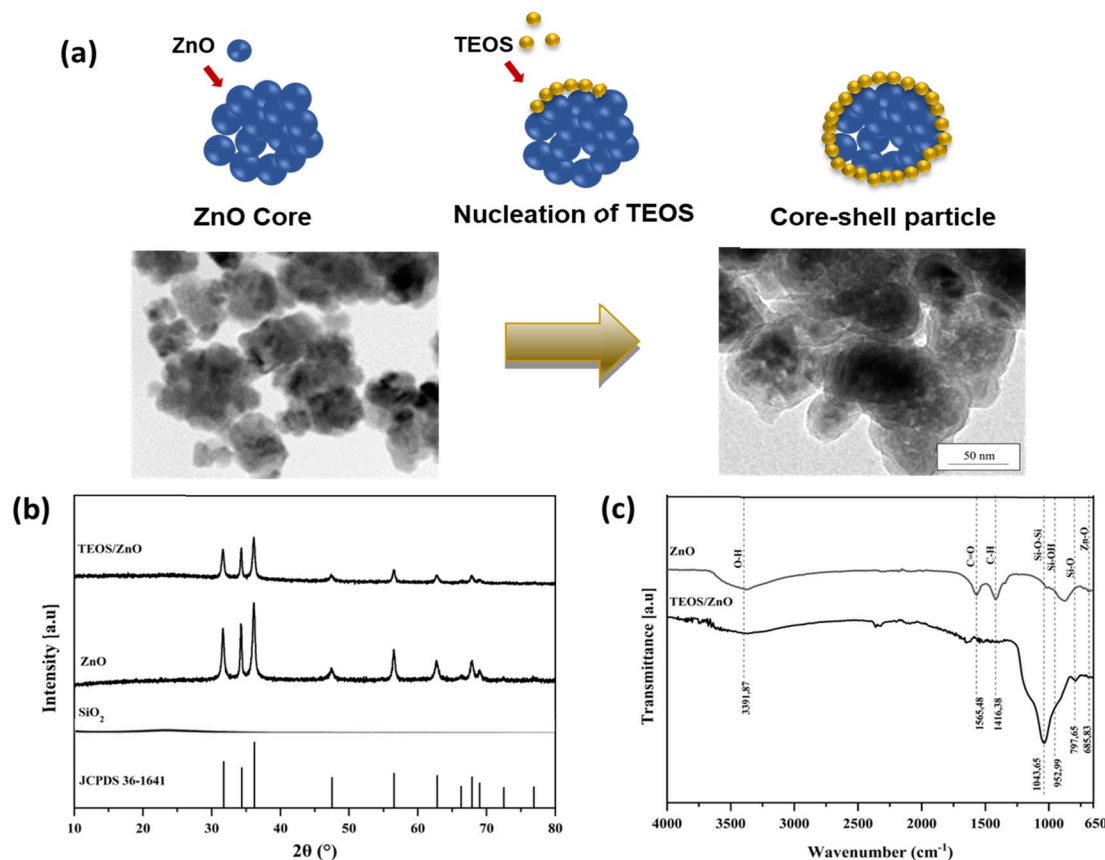 (a)
ZnO
TEOS
ZnO Core
Nucleation of TEOS
Core-shell particle
50 nm
(b)
TEOS/ZnO
ZnO
SiO2
JCPDS 36-1641
Intensity [a.u]
10 20 30 40 50 60 70 80
2θ (°)
(c)
ZnO
TEOS/ZnO
O-H
C=O
C-H
Si-O-Si
Si-OH
Si-O
Zn-O
3391,87
1565,48
1416,38
1043,65
952,99
797,65
685,83
Transmittance [a.u]
4000 3500 3000 2500 2000 1500 1000 650
Wavenumber (cm⁻¹)